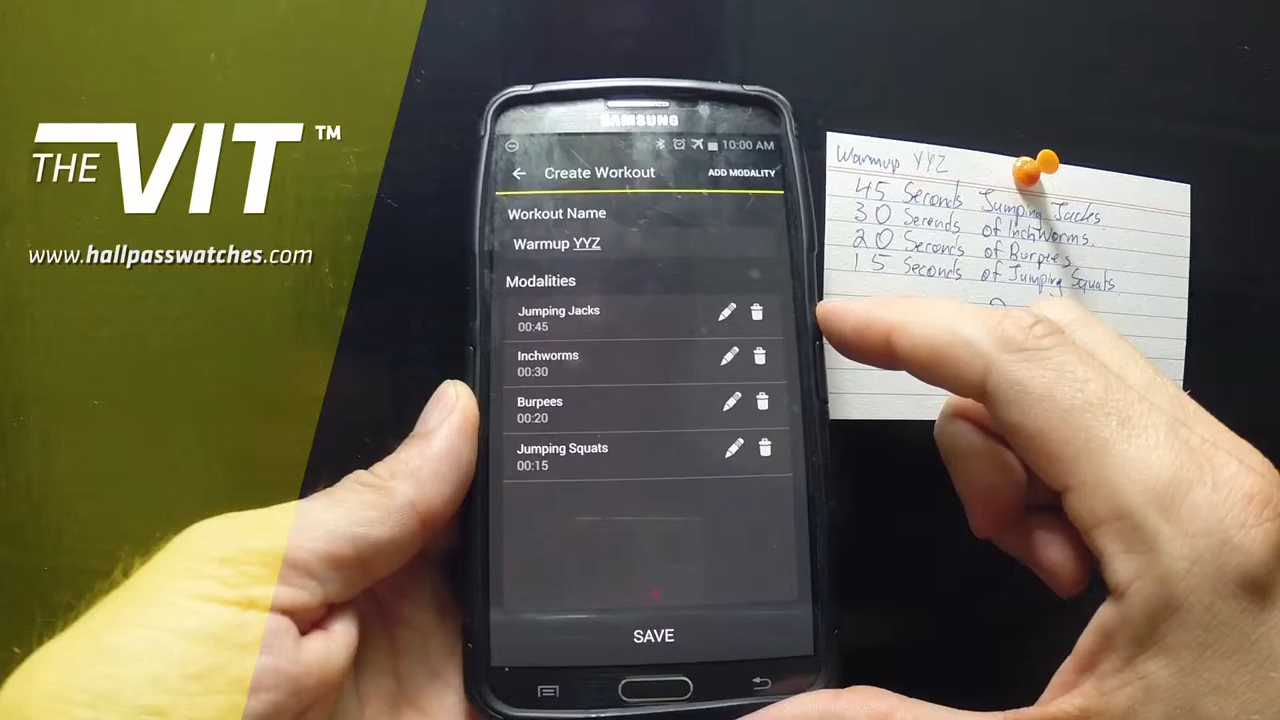 THE VIT™
www.hallpasswatches.com
SAMSUNG
10:00 AM
Create Workout
ADD MODALITY
Workout Name
Warmup YYZ
Modalities
Jumping Jacks
00:45
Inchworms
00:30
Burpees
00:20
Jumping Squats
00:15
SAVE
Warmup YYZ
45 Seconds Jumping Jacks.
30 Seconds of InchWorms.
20 Seconds of Burpees
15 Seconds of Jumping Squats